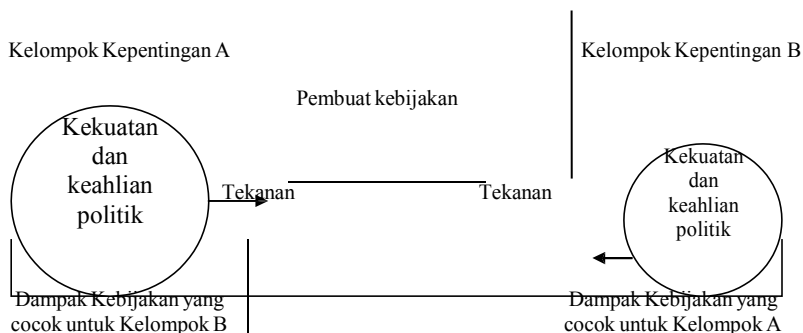 Kelompok Kepentingan A
Kelompok Kepentingan B
Pembuat kebijakan
Kekuatan
dan
keahlian
politik
Tekanan
Tekanan
Kekuatan
dan
keahlian
politik
Dampak Kebijakan yang
cocok untuk Kelompok B
Dampak Kebijakan yang
cocok untuk Kelompok A